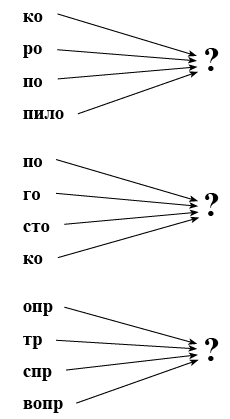 ко
ро
по
пило
?
по
го
сто
ко
?
опр
тр
спр
вопр
?